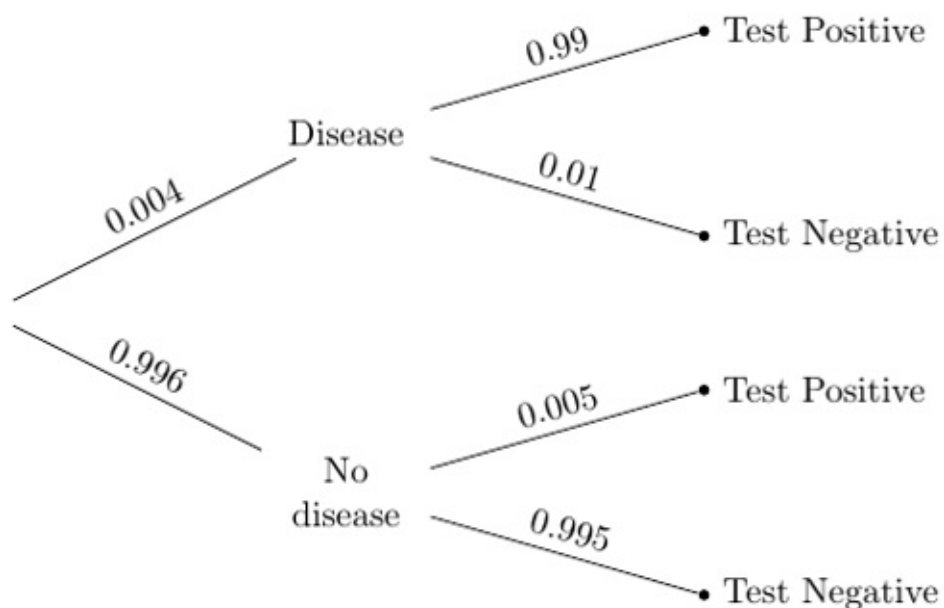 0.99
Test Positive
Disease
0.01
0.004
Test Negative
0.996
0.005
Test Positive
No
disease
0.995
Test Negative